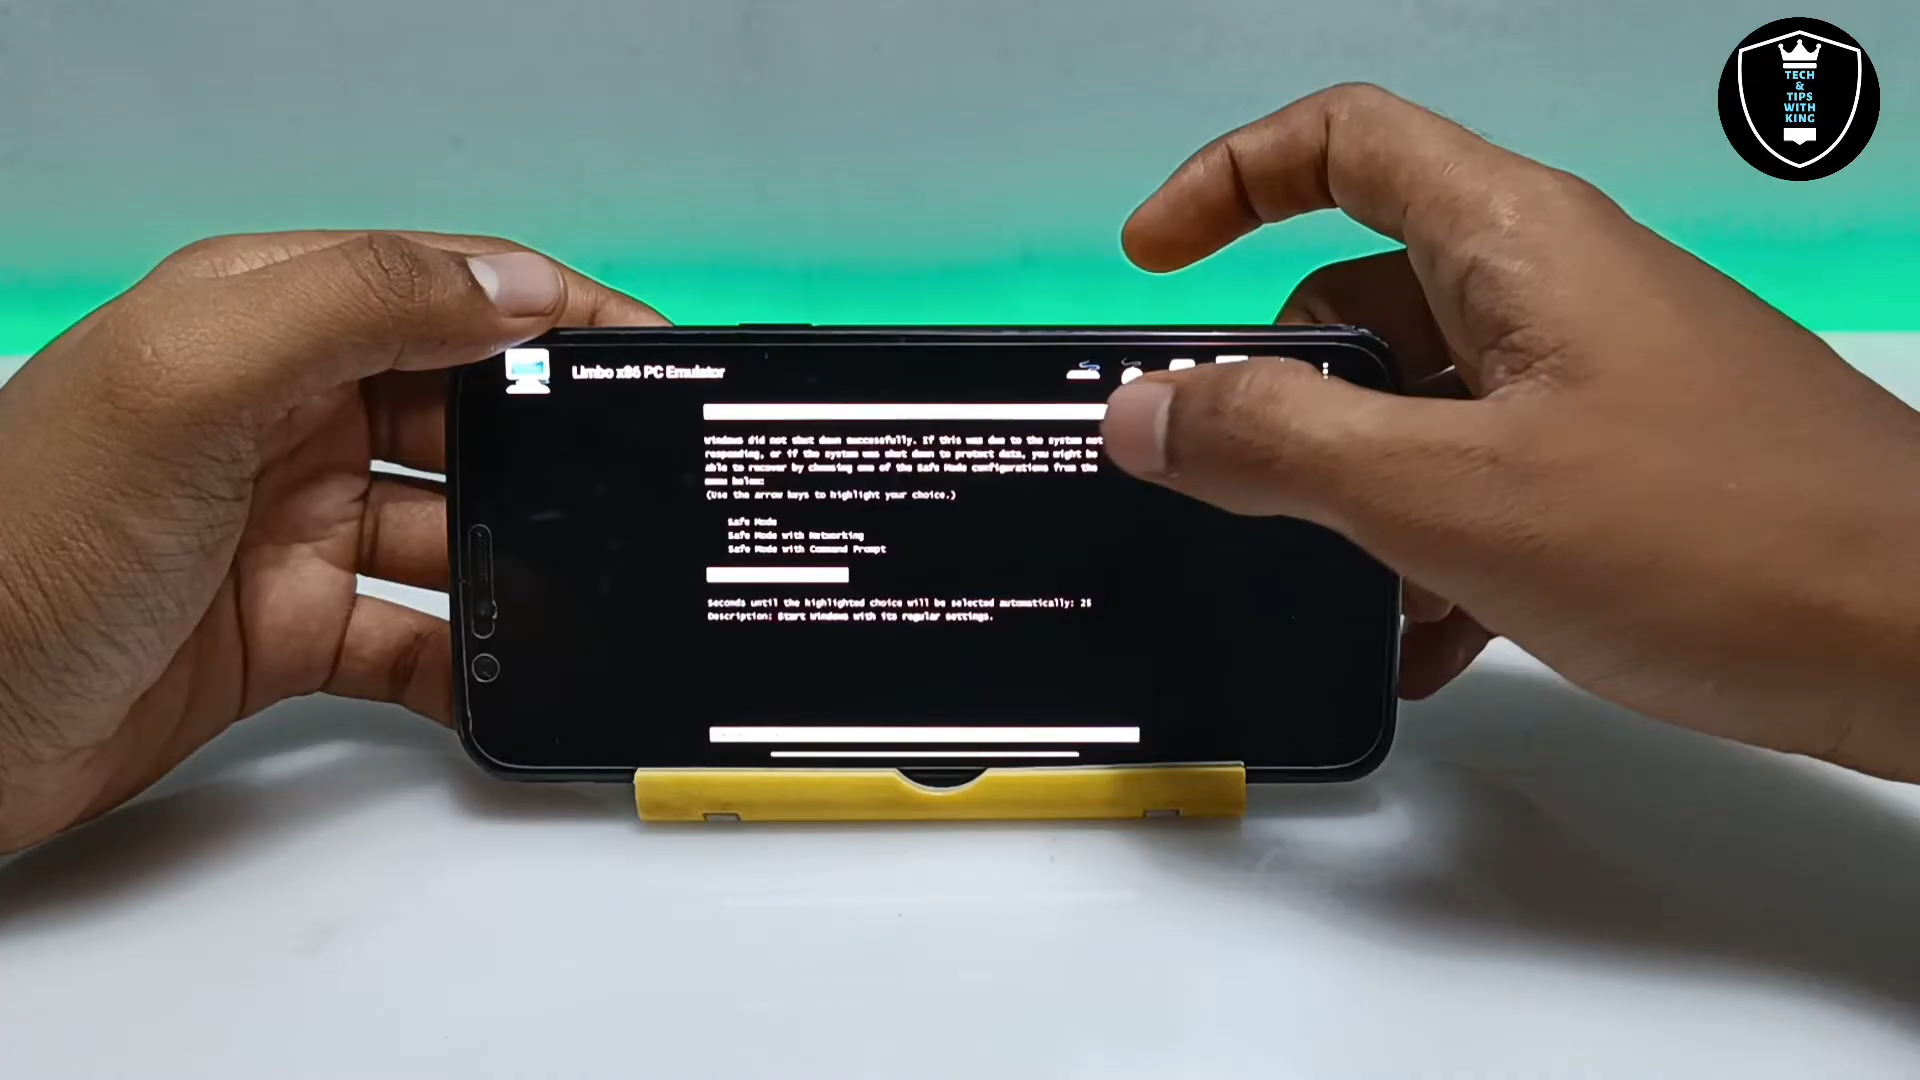 TECH
&
TIPS
WITH
KING
Limbo x86 PC Emulator
Windows did not shut down successfully. If this was due to the system not
responding, or if the system was shut down to protect data, you might be
able to recover by choosing one of the Safe Mode configurations from the
menu below:
(Use the arrow keys to highlight your choice.)
Safe Mode
Safe Mode with Networking
Safe Mode with Command Prompt
Seconds until the highlighted choice will be selected automatically: 25
Description: Start Windows with its regular settings.